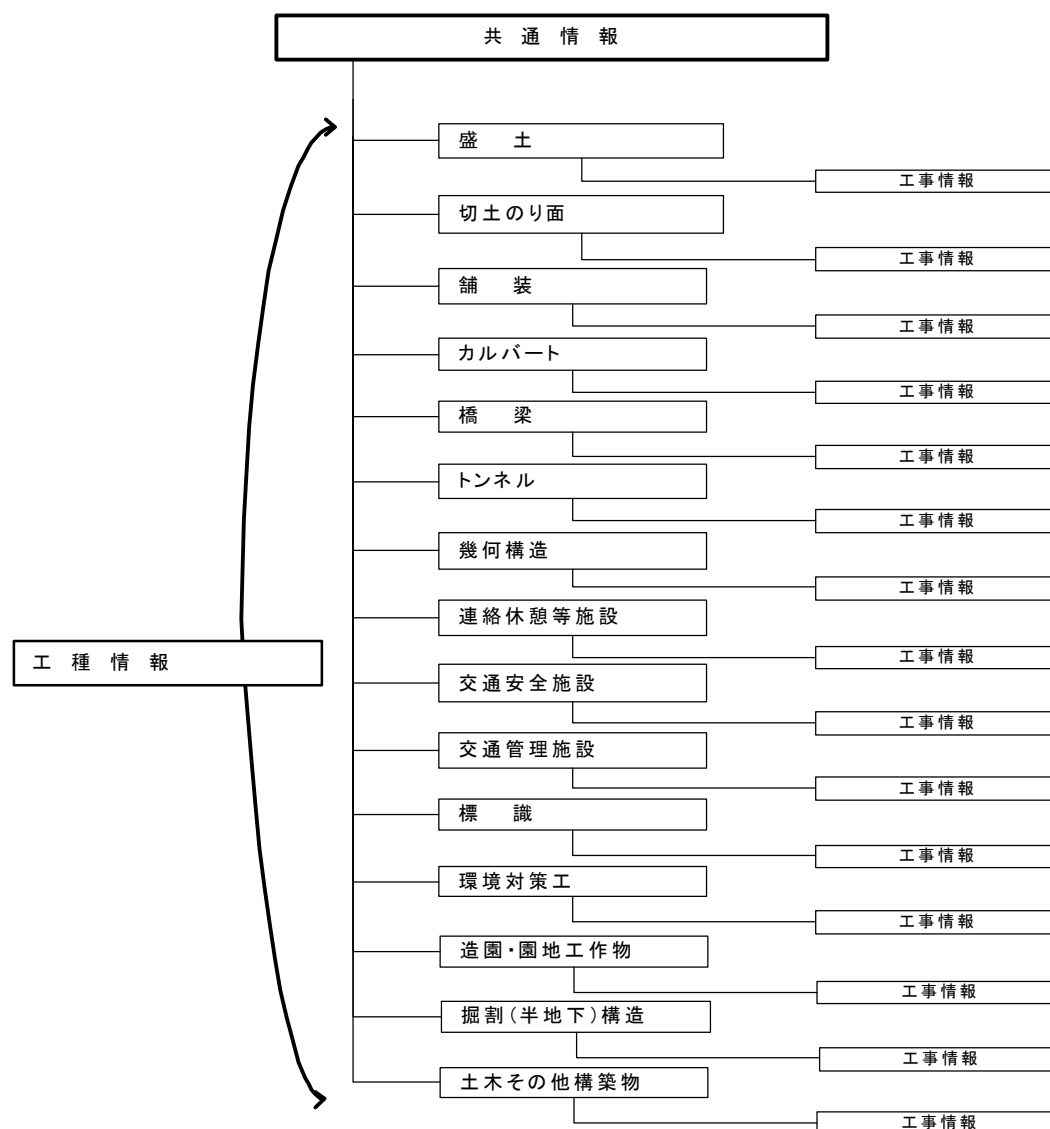 共通情報
盛土
工事情報
切土のり面
工事情報
舗装
工事情報
カルバート
工事情報
橋梁
工事情報
トンネル
工事情報
幾何構造
工事情報
連絡休憩等施設
工事情報
工種情報
交通安全施設
工事情報
交通管理施設
工事情報
標識
工事情報
環境対策工
工事情報
造園・園地工作物
工事情報
掘割(半地下)構造
工事情報
土木その他構築物
工事情報